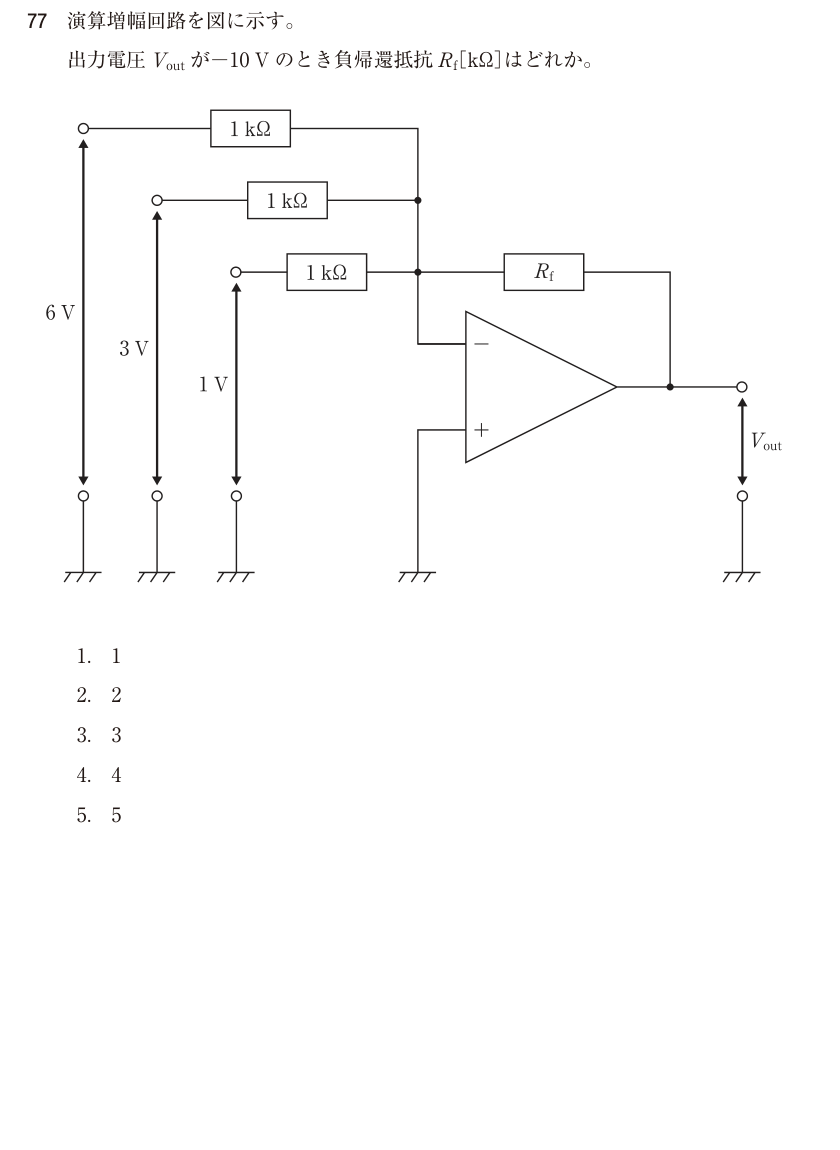 77 演算増幅回路を図に示す。
出力電圧 Vout が−10 V のとき負帰還抵抗 Rf[kΩ]はどれか。
1 kΩ
1 kΩ
1 kΩ
Rf
6 V
3 V
1 V
−
+
Vout
1. 1
2. 2
3. 3
4. 4
5. 5